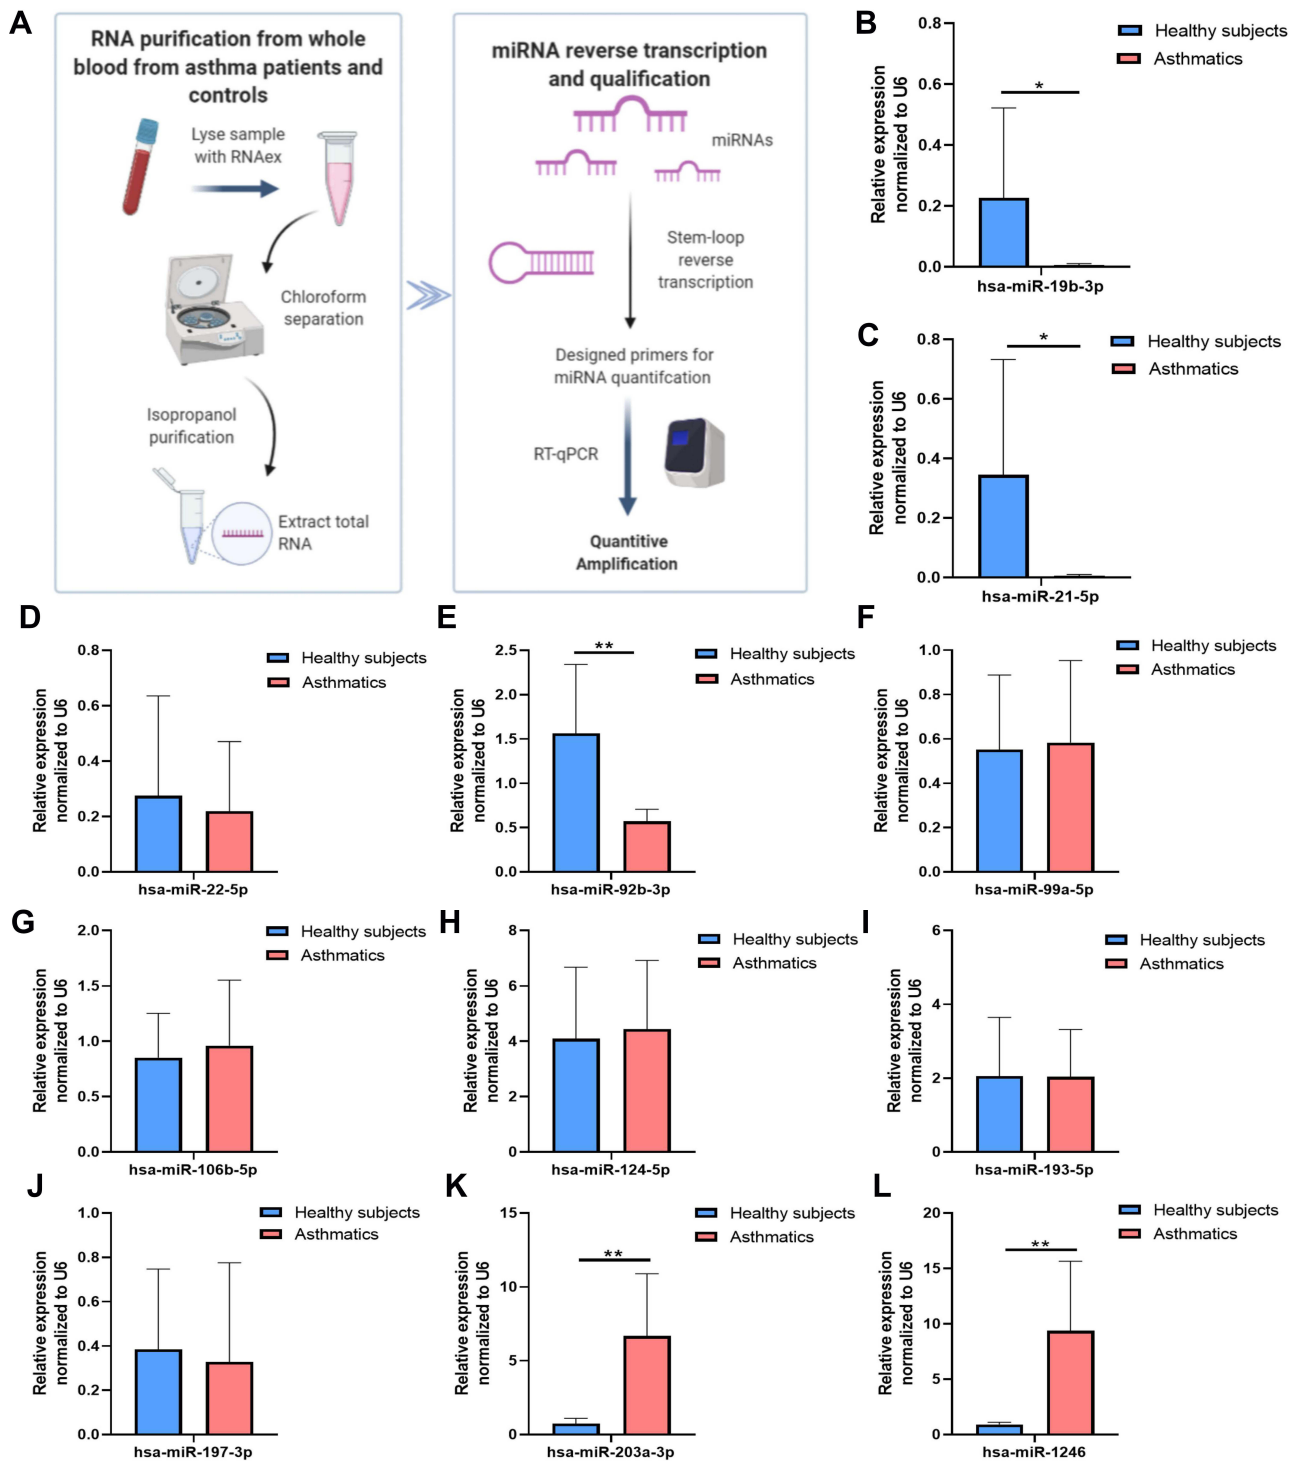 A
RNA purification from whole
blood from asthma patients and
controls
Lyse sample
with RNAex
Chloroform
separation
Isopropanol
purification
Extract total
RNA
miRNA reverse transcription
and qualification
miRNAs
Stem-loop
reverse
transcription
Designed primers for
miRNA quantifcation
RT-qPCR
Quantitive
Amplification
B
Relative expression
normalized to U6
0.8
0.6
0.4
0.2
0.0
*
Healthy subjects
Asthmatics
hsa-miR-19b-3p
C
Relative expression
normalized to U6
0.8
0.6
0.4
0.2
0.0
*
Healthy subjects
Asthmatics
hsa-miR-21-5p
D
Relative expression
normalized to U6
0.8
0.6
0.4
0.2
0.0
Healthy subjects
Asthmatics
hsa-miR-22-5p
E
Relative expression
normalized to U6
2.5
2.0
1.5
1.0
0.5
0.0
**
Healthy subjects
Asthmatics
hsa-miR-92b-3p
F
Relative expression
normalized to U6
1.0
0.8
0.6
0.4
0.2
0.0
Healthy subjects
Asthmatics
hsa-miR-99a-5p
G
Relative expression
normalized to U6
2.0
1.5
1.0
0.5
0.0
Healthy subjects
Asthmatics
hsa-miR-106b-5p
H
Relative expression
normalized to U6
8
6
4
2
0
Healthy subjects
Asthmatics
hsa-miR-124-5p
I
Relative expression
normalized to U6
6
4
2
0
Healthy subjects
Asthmatics
hsa-miR-193-5p
J
Relative expression
normalized to U6
1.0
0.8
0.6
0.4
0.2
0.0
Healthy subjects
Asthmatics
hsa-miR-197-3p
K
Relative expression
normalized to U6
15
10
5
0
**
Healthy subjects
Asthmatics
hsa-miR-203a-3p
L
Relative expression
normalized to U6
20
15
10
5
0
**
Healthy subjects
Asthmatics
hsa-miR-1246